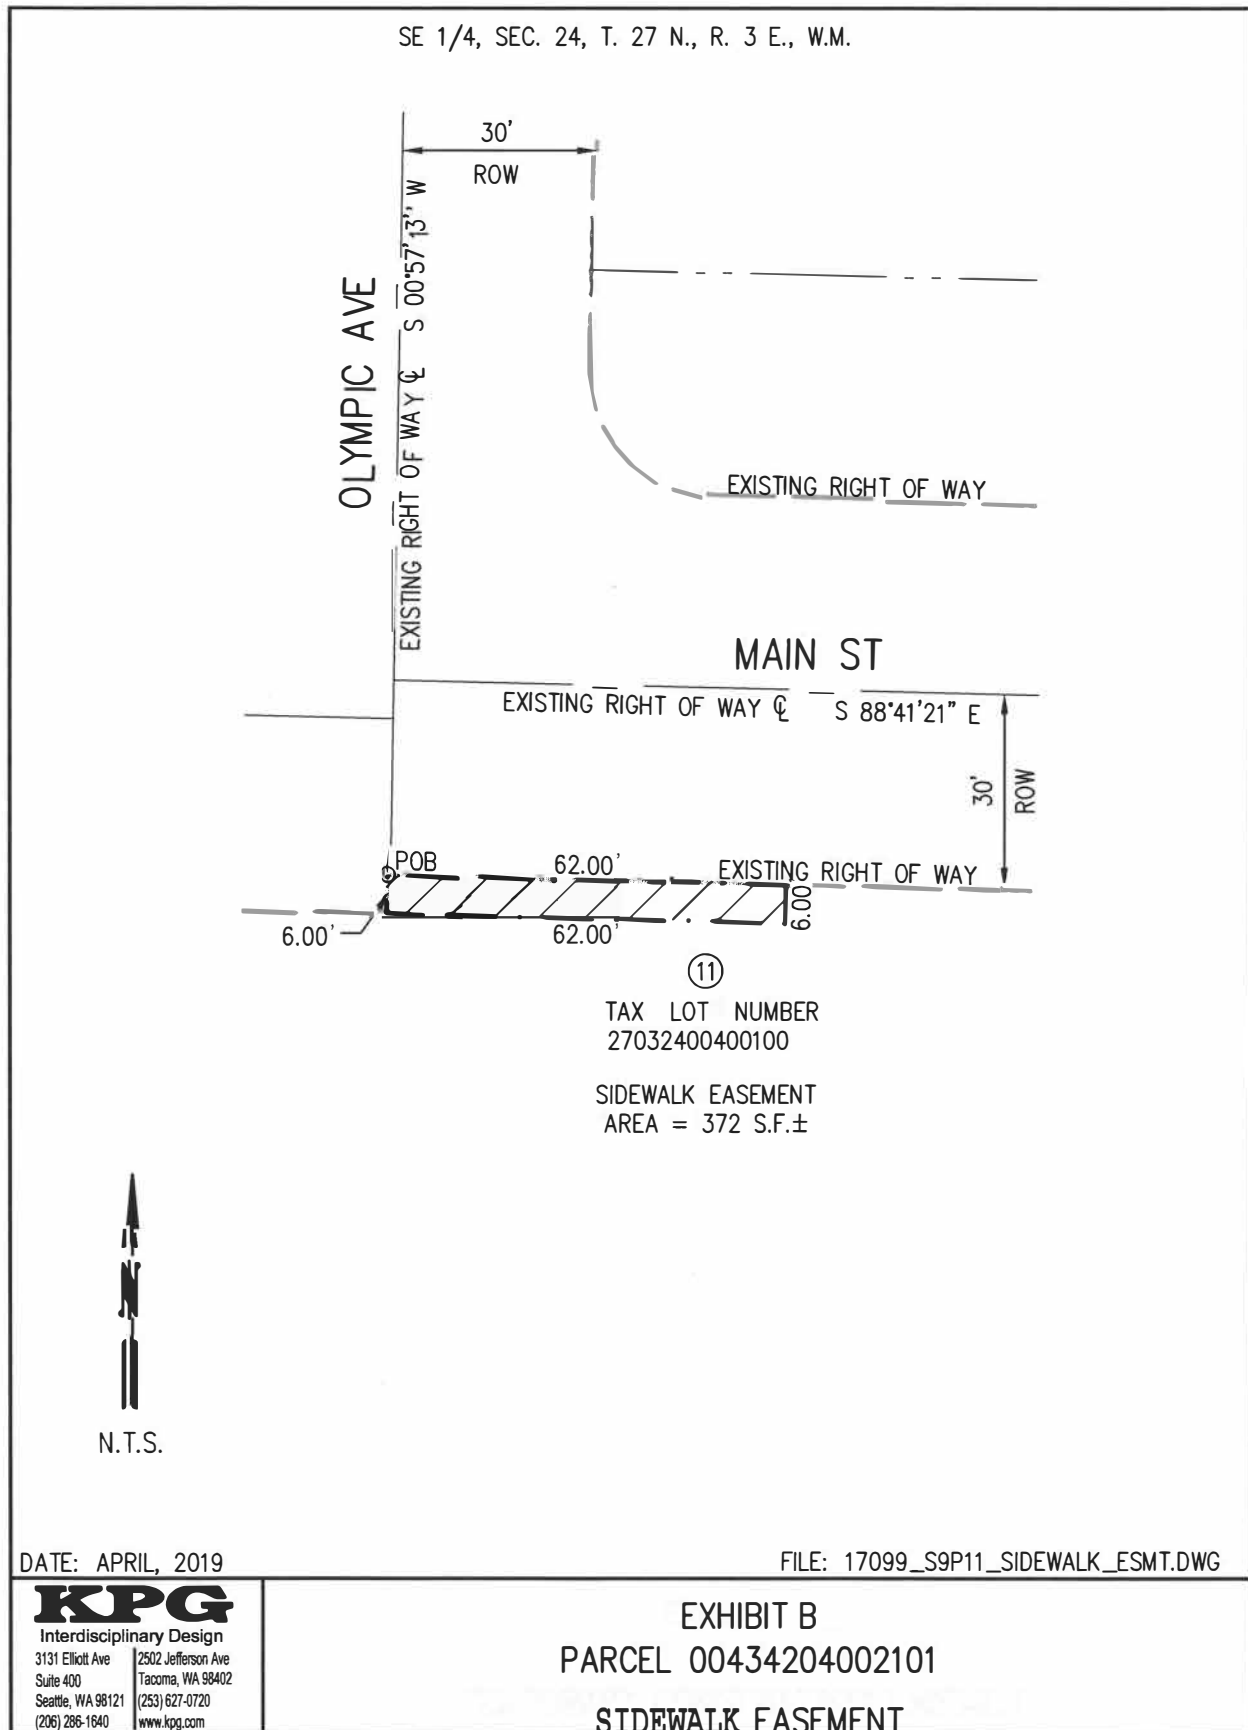 SE 1/4, SEC. 24, T. 27 N., R. 3 E., W.M.
30'
ROW
OLYMPIC AVE
EXISTING RIGHT OF WAY ℄ S 00°57'13" W
EXISTING RIGHT OF WAY
MAIN ST
EXISTING RIGHT OF WAY ℄ S 88°41'21" E
30'
ROW
POB
62.00'
EXISTING RIGHT OF WAY
6.00'
6.00'
62.00'
11
TAX LOT NUMBER
27032400400100
SIDEWALK EASEMENT
AREA = 372 S.F.±
N
N.T.S.
DATE: APRIL, 2019
FILE: 17099_S9P11_SIDEWALK_ESMT.DWG
KPG
Interdisciplinary Design
3131 Elliott Ave
Suite 400
Seattle, WA 98121
(206) 286-1640
2502 Jefferson Ave
Tacoma, WA 98402
(253) 627-0720
www.kpg.com
EXHIBIT B
PARCEL 00434204002101
SIDEWALK EASEMENT